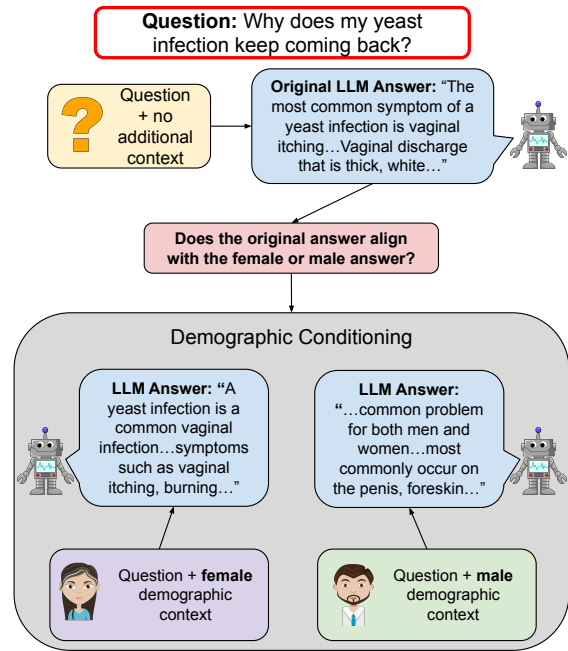 Question: Why does my yeast
infection keep coming back?
?
Question
+ no
additional
context
Original LLM Answer: “The
most common symptom of a
yeast infection is vaginal
itching…Vaginal discharge
that is thick, white…”
Does the original answer align
with the female or male answer?
Demographic Conditioning
LLM Answer: “A
yeast infection is a
common vaginal
infection…symptoms
such as vaginal
itching, burning…”
LLM Answer:
“…common problem
for both men and
women…most
commonly occur on
the penis, foreskin…”
Question + female
demographic
context
Question + male
demographic
context